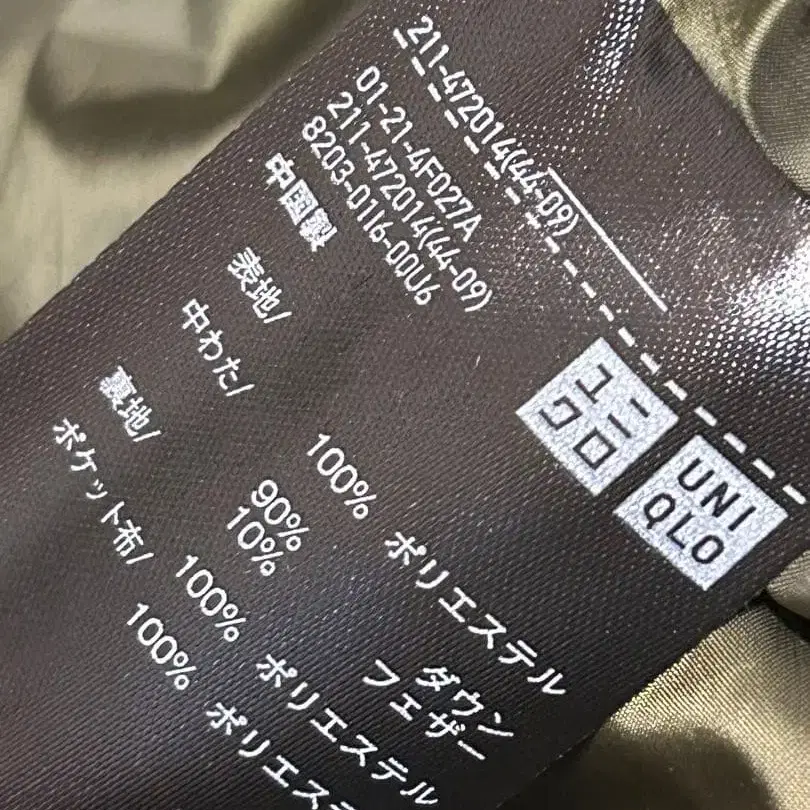 211-472014(44-09)
ユニ
クロ
UNI
QLO
01-21-4F027A
211-472014(44-09)
8203-0116-00U6
中国製
表地/ 100% ポリエステル
中わた/ 90% ダウン
10% フェザー
裏地/ 100% ポリエステル
ポケット布/ 100% ポリエステ